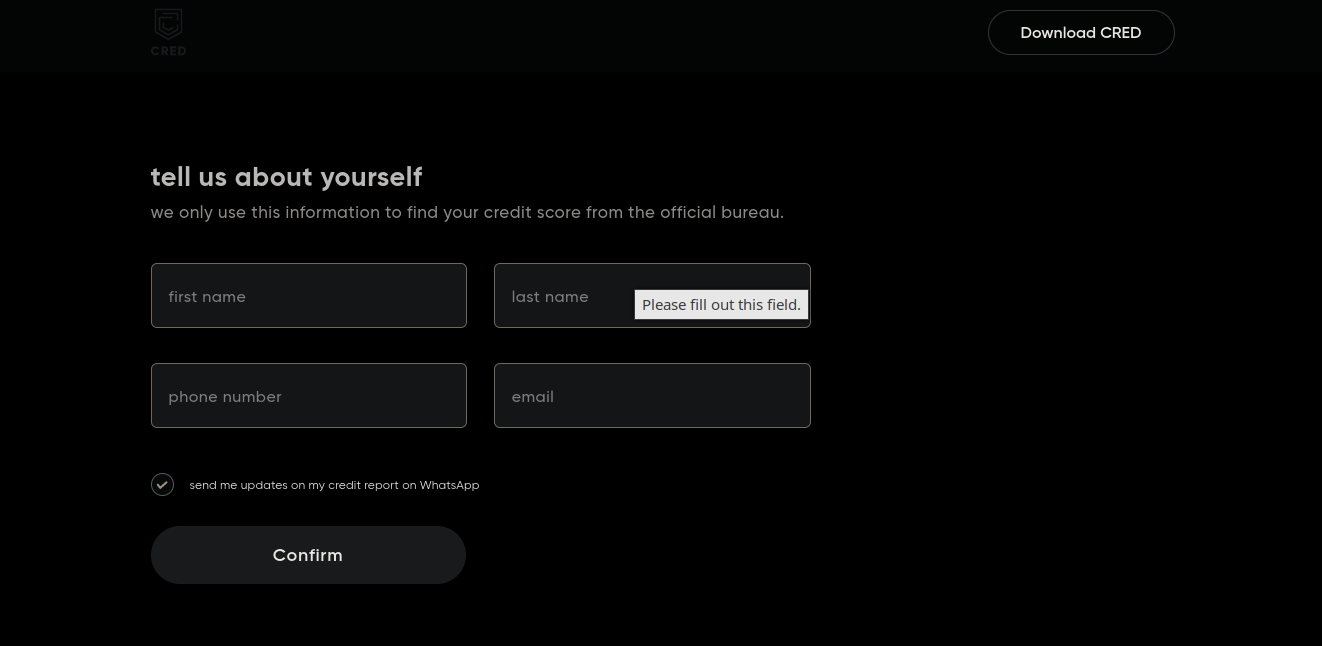 CRED
Download CRED
tell us about yourself
we only use this information to find your credit score from the official bureau.
first name
last name
Please fill out this field.
phone number
email
send me updates on my credit report on WhatsApp
Confirm